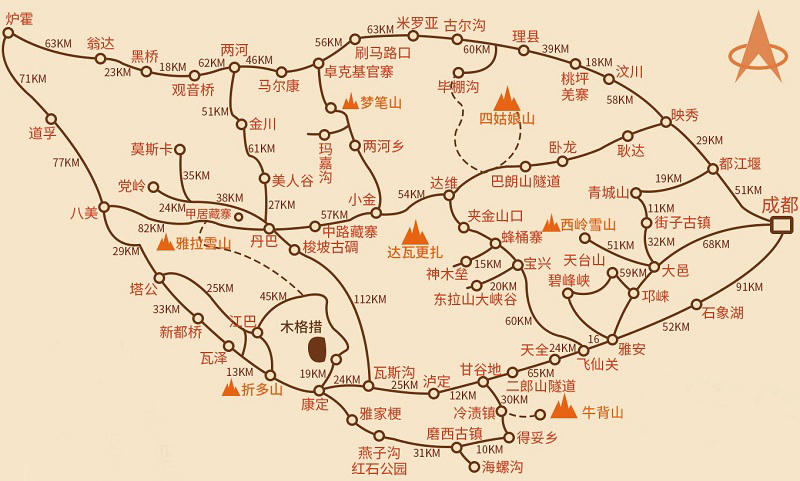 炉霍
63KM
翁达
23KM
黑桥
18KM
观音桥
62KM
两河
46KM
马尔康
56KM
卓克基官寨
63KM
刷马路口
米罗亚
古尔沟
60KM
理县
39KM
桃坪
羌寨
18KM
汶川
58KM
毕棚沟
四姑娘山
梦笔山
映秀
29KM
71KM
道孚
77KM
51KM
金川
61KM
美人谷
27KM
莫斯卡
35KM
党岭
24KM
38KM
甲居藏寨
玛
嘉
沟
两河乡
小金
54KM
57KM
中路藏寨
达维
巴朗山隧道
卧龙
耿达
都江堰
19KM
青城山
51KM
成都
11KM
街子古镇
32KM
68KM
八美
82KM
雅拉雪山
丹巴
梭坡古碉
达瓦更扎
夹金山口
蜂桶寨
西岭雪山
51KM
天台山
大邑
59KM
碧峰峡
邛崃
91KM
石象湖
52KM
神木垒
15KM
宝兴
20KM
东拉山大峡谷
60KM
29KM
塔公
25KM
33KM
新都桥
江巴
45KM
木格措
112KM
瓦泽
13KM
折多山
19KM
24KM
康定
瓦斯沟
25KM
泸定
12KM
甘谷地
65KM
二郎山隧道
天全
24KM
16
飞仙关
雅安
30KM
冷渍镇
牛背山
雅家梗
燕子沟
红石公园
31KM
磨西古镇
10KM
得妥乡
海螺沟